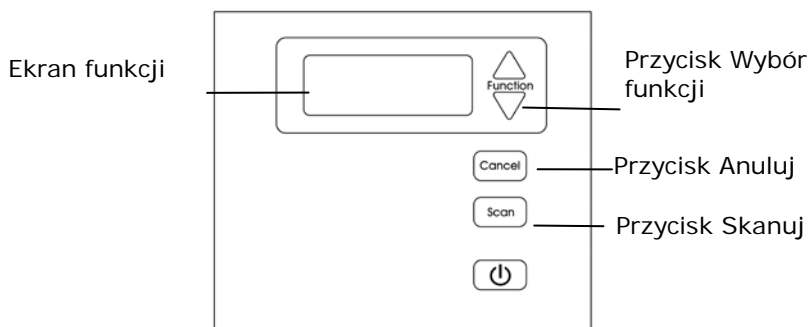 Ekran funkcji
Function
Przycisk Wybór
funkcji
Cancel
Przycisk Anuluj
Scan
Przycisk Skanuj